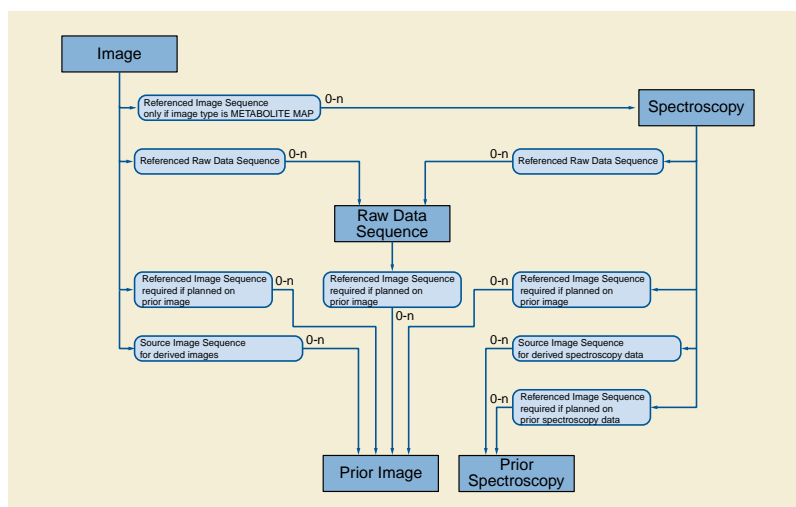 Image
Referenced Image Sequence
only if image type is METABOLITE MAP
0-n
Spectroscopy
Referenced Raw Data Sequence
0-n
0-n
Referenced Raw Data Sequence
Raw Data
Sequence
Referenced Image Sequence
required if planned on
prior image
0-n
Referenced Image Sequence
required if planned on
prior image
0-n
0-n
Referenced Image Sequence
required if planned on
prior image
Source Image Sequence
for derived images
0-n
0-n
Source Image Sequence
for derived spectroscopy data
0-n
Referenced Image Sequence
required if planned on
prior spectroscopy data
Prior Image
Prior
Spectroscopy